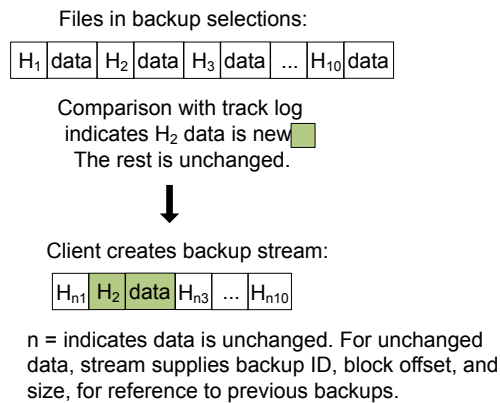 Files in backup selections:
H1 data H2 data H3 data ... H10 data
Comparison with track log
indicates H2 data is new
The rest is unchanged.
Client creates backup stream:
Hn1 H2 data Hn3 ... Hn10
n = indicates data is unchanged. For unchanged
data, stream supplies backup ID, block offset, and
size, for reference to previous backups.